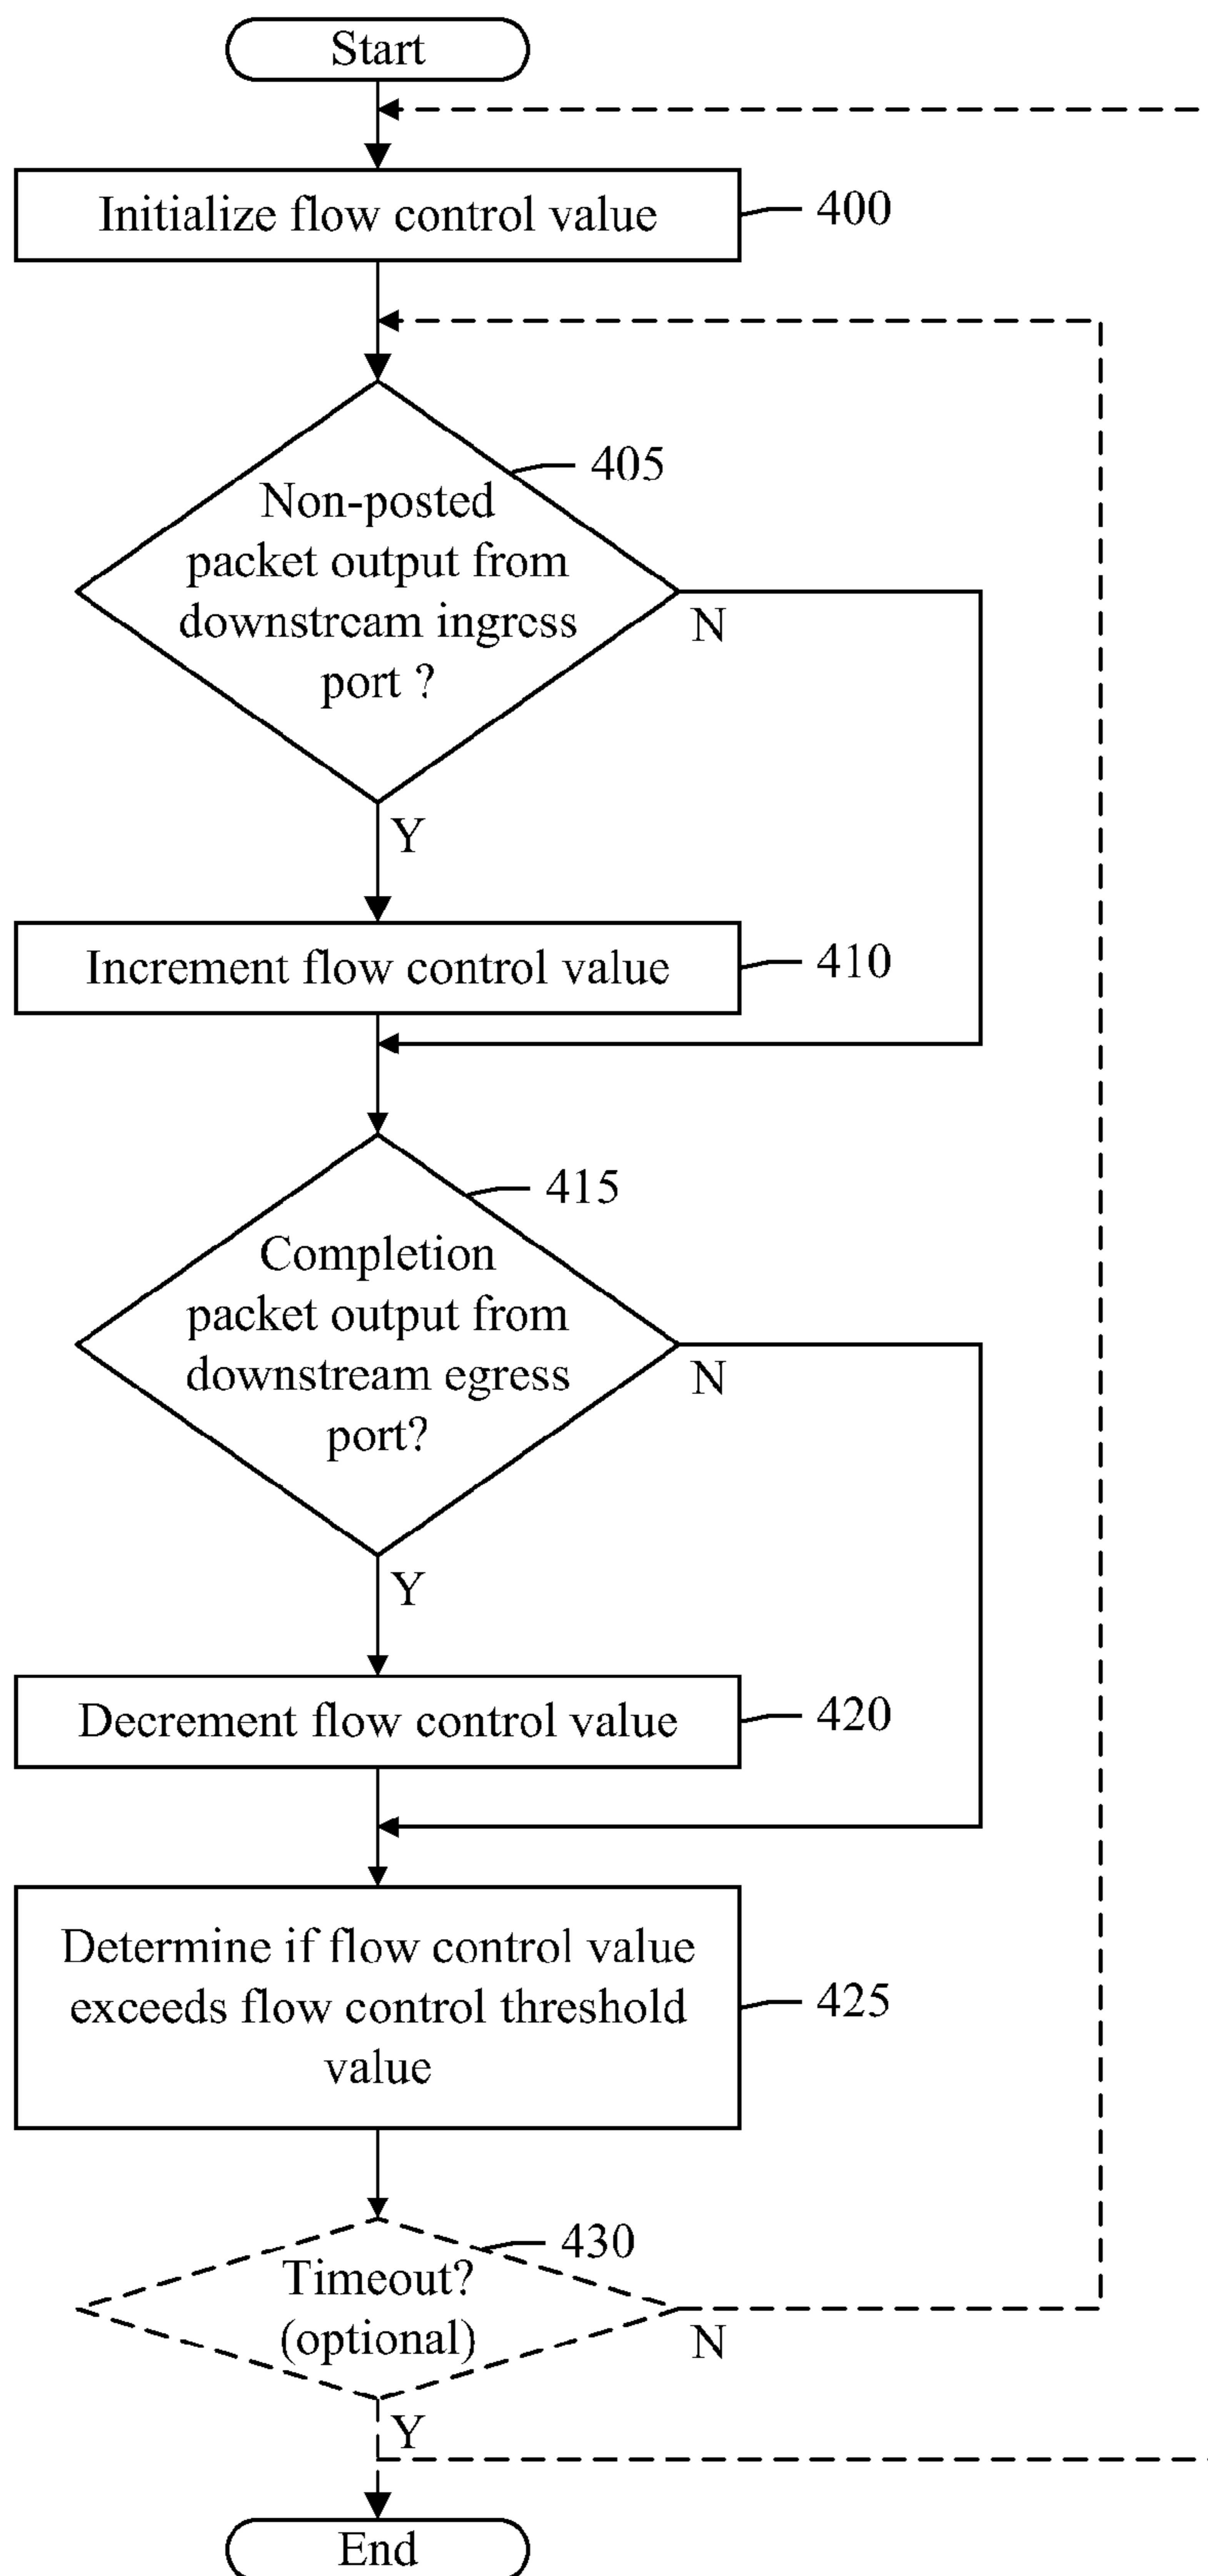 Start
Initialize flow control value
400
405
Non-posted
packet output from
downstream ingress
port ?
N
Y
Increment flow control value
410
415
Completion
packet output from
downstream egress
port?
N
Y
Decrement flow control value
420
Determine if flow control value
exceeds flow control threshold
value
425
430
Timeout?
(optional)
N
Y
End